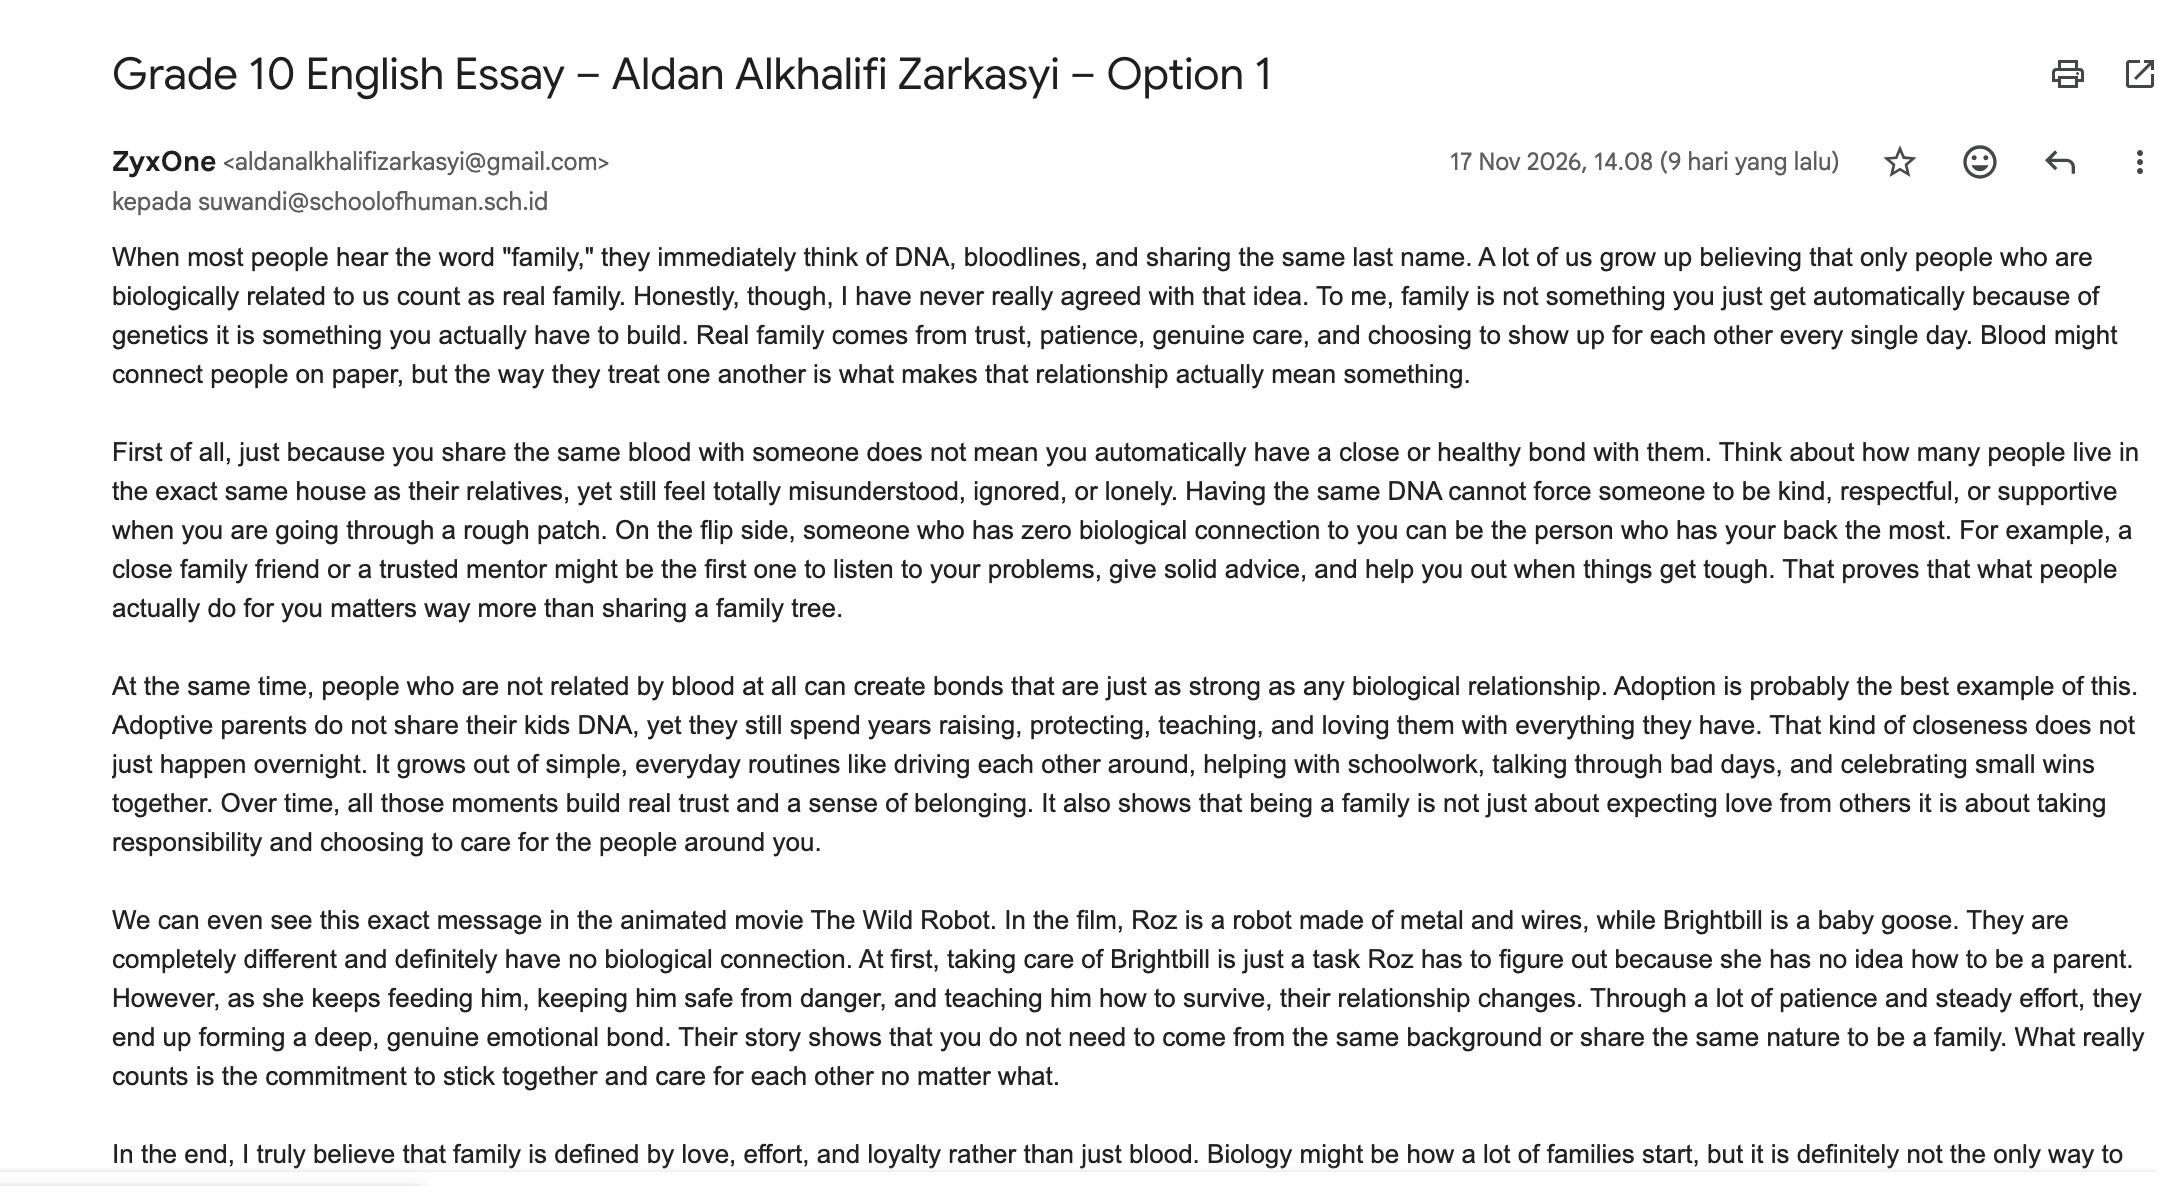 Grade 10 English Essay – Aldan Alkhalifi Zarkasyi – Option 1
ZyxOne <aldanalkhalifizarkasyi@gmail.com>
17 Nov 2026, 14.08 (9 hari yang lalu)
kepada suwandi@schoolofhuman.sch.id
When most people hear the word "family," they immediately think of DNA, bloodlines, and sharing the same last name. A lot of us grow up believing that only people who are
biologically related to us count as real family. Honestly, though, I have never really agreed with that idea. To me, family is not something you just get automatically because of
genetics it is something you actually have to build. Real family comes from trust, patience, genuine care, and choosing to show up for each other every single day. Blood might
connect people on paper, but the way they treat one another is what makes that relationship actually mean something.
First of all, just because you share the same blood with someone does not mean you automatically have a close or healthy bond with them. Think about how many people live in
the exact same house as their relatives, yet still feel totally misunderstood, ignored, or lonely. Having the same DNA cannot force someone to be kind, respectful, or supportive
when you are going through a rough patch. On the flip side, someone who has zero biological connection to you can be the person who has your back the most. For example, a
close family friend or a trusted mentor might be the first one to listen to your problems, give solid advice, and help you out when things get tough. That proves that what people
actually do for you matters way more than sharing a family tree.
At the same time, people who are not related by blood at all can create bonds that are just as strong as any biological relationship. Adoption is probably the best example of this.
Adoptive parents do not share their kids DNA, yet they still spend years raising, protecting, teaching, and loving them with everything they have. That kind of closeness does not
just happen overnight. It grows out of simple, everyday routines like driving each other around, helping with schoolwork, talking through bad days, and celebrating small wins
together. Over time, all those moments build real trust and a sense of belonging. It also shows that being a family is not just about expecting love from others it is about taking
responsibility and choosing to care for the people around you.
We can even see this exact message in the animated movie The Wild Robot. In the film, Roz is a robot made of metal and wires, while Brightbill is a baby goose. They are
completely different and definitely have no biological connection. At first, taking care of Brightbill is just a task Roz has to figure out because she has no idea how to be a parent.
However, as she keeps feeding him, keeping him safe from danger, and teaching him how to survive, their relationship changes. Through a lot of patience and steady effort, they
end up forming a deep, genuine emotional bond. Their story shows that you do not need to come from the same background or share the same nature to be a family. What really
counts is the commitment to stick together and care for each other no matter what.
In the end, I truly believe that family is defined by love, effort, and loyalty rather than just blood. Biology might be how a lot of families start, but it is definitely not the only way to